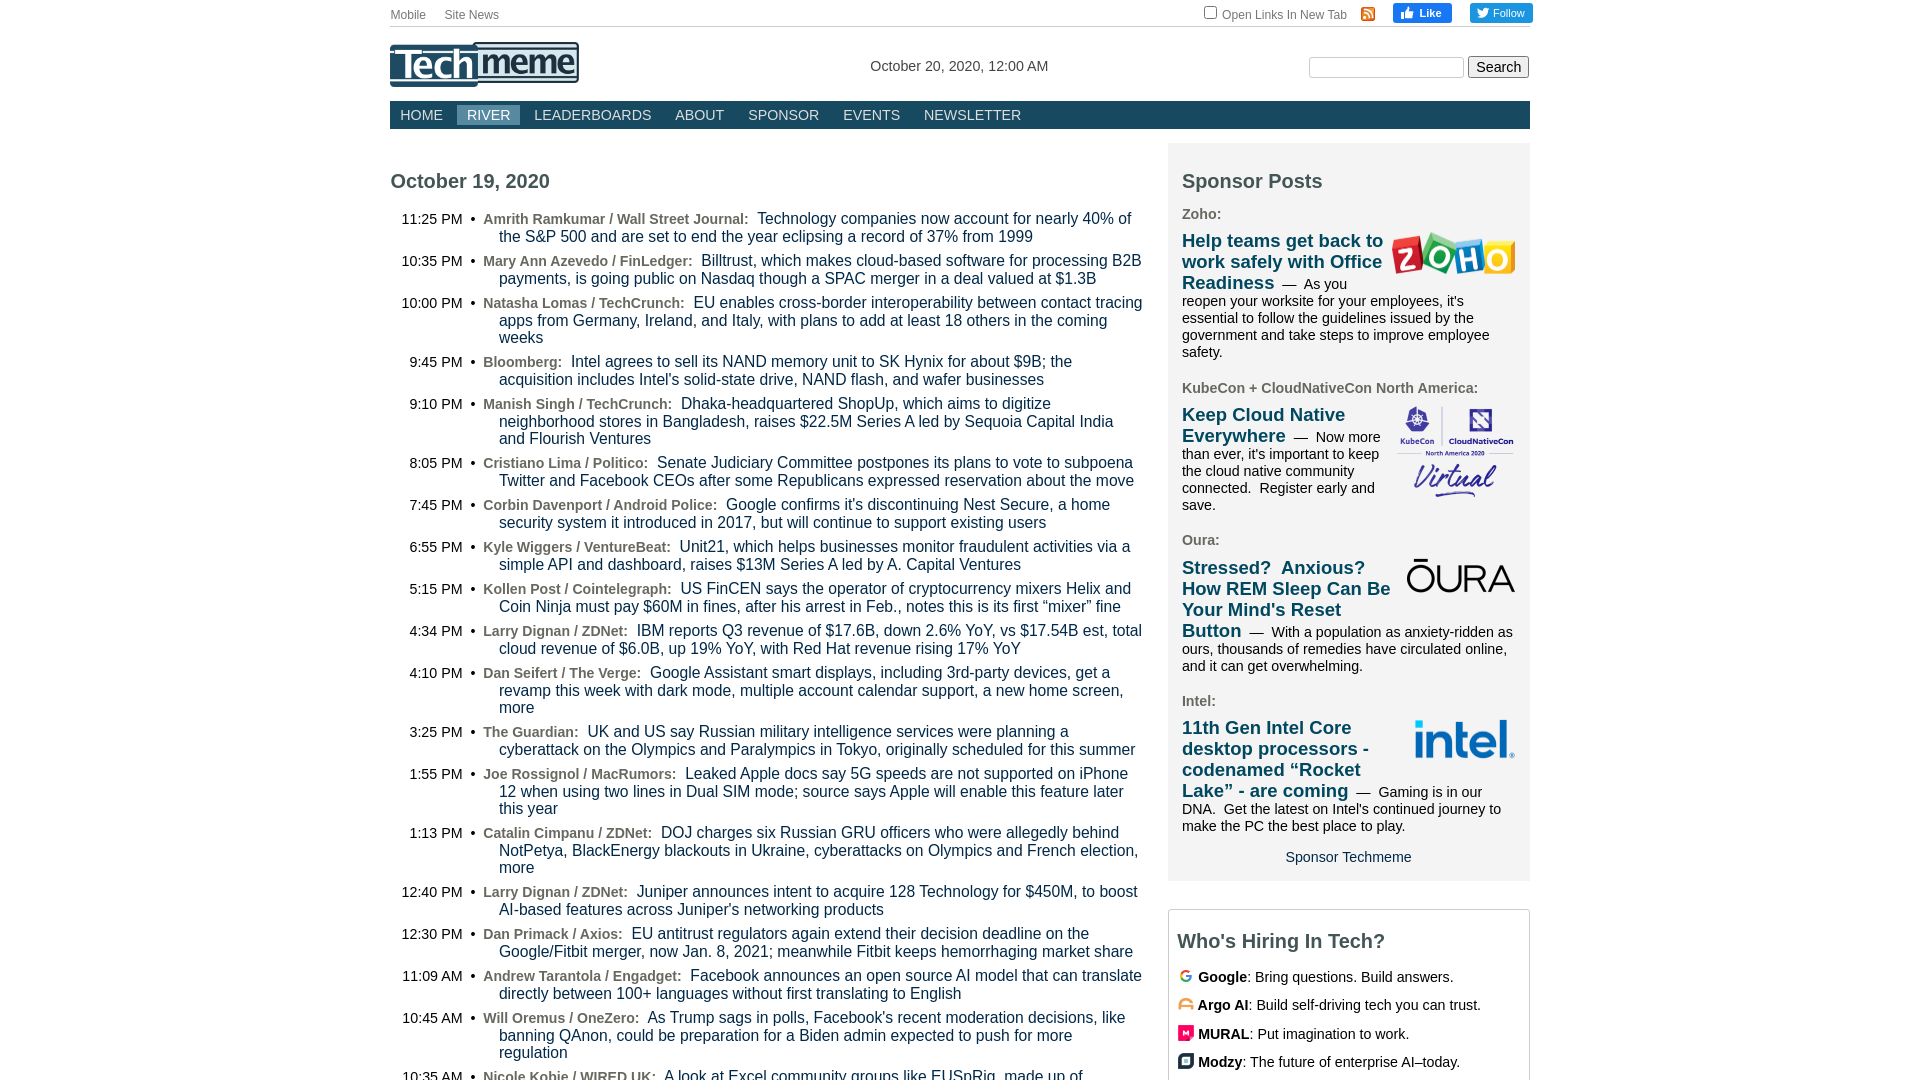 Mobile Site News Open Links In New Tab Like Follow
Techmeme October 20, 2020, 12:00 AM Search
HOME RIVER LEADERBOARDS ABOUT SPONSOR EVENTS NEWSLETTER
October 19, 2020
11:25 PM • Amrith Ramkumar / Wall Street Journal: Technology companies now account for nearly 40% of
the S&P 500 and are set to end the year eclipsing a record of 37% from 1999
10:35 PM • Mary Ann Azevedo / FinLedger: Billtrust, which makes cloud-based software for processing B2B
payments, is going public on Nasdaq though a SPAC merger in a deal valued at $1.3B
10:00 PM • Natasha Lomas / TechCrunch: EU enables cross-border interoperability between contact tracing
apps from Germany, Ireland, and Italy, with plans to add at least 18 others in the coming
weeks
9:45 PM • Bloomberg: Intel agrees to sell its NAND memory unit to SK Hynix for about $9B; the
acquisition includes Intel's solid-state drive, NAND flash, and wafer businesses
9:10 PM • Manish Singh / TechCrunch: Dhaka-headquartered ShopUp, which aims to digitize
neighborhood stores in Bangladesh, raises $22.5M Series A led by Sequoia Capital India
and Flourish Ventures
8:05 PM • Cristiano Lima / Politico: Senate Judiciary Committee postpones its plans to vote to subpoena
Twitter and Facebook CEOs after some Republicans expressed reservation about the move
7:45 PM • Corbin Davenport / Android Police: Google confirms it's discontinuing Nest Secure, a home
security system it introduced in 2017, but will continue to support existing users
6:55 PM • Kyle Wiggers / VentureBeat: Unit21, which helps businesses monitor fraudulent activities via a
simple API and dashboard, raises $13M Series A led by A. Capital Ventures
5:15 PM • Kollen Post / Cointelegraph: US FinCEN says the operator of cryptocurrency mixers Helix and
Coin Ninja must pay $60M in fines, after his arrest in Feb., notes this is its first “mixer” fine
4:34 PM • Larry Dignan / ZDNet: IBM reports Q3 revenue of $17.6B, down 2.6% YoY, vs $17.54B est, total
cloud revenue of $6.0B, up 19% YoY, with Red Hat revenue rising 17% YoY
4:10 PM • Dan Seifert / The Verge: Google Assistant smart displays, including 3rd-party devices, get a
revamp this week with dark mode, multiple account calendar support, a new home screen,
more
3:25 PM • The Guardian: UK and US say Russian military intelligence services were planning a
cyberattack on the Olympics and Paralympics in Tokyo, originally scheduled for this summer
1:55 PM • Joe Rossignol / MacRumors: Leaked Apple docs say 5G speeds are not supported on iPhone
12 when using two lines in Dual SIM mode; source says Apple will enable this feature later
this year
1:13 PM • Catalin Cimpanu / ZDNet: DOJ charges six Russian GRU officers who were allegedly behind
NotPetya, BlackEnergy blackouts in Ukraine, cyberattacks on Olympics and French election,
more
12:40 PM • Larry Dignan / ZDNet: Juniper announces intent to acquire 128 Technology for $450M, to boost
AI-based features across Juniper's networking products
12:30 PM • Dan Primack / Axios: EU antitrust regulators again extend their decision deadline on the
Google/Fitbit merger, now Jan. 8, 2021; meanwhile Fitbit keeps hemorrhaging market share
11:09 AM • Andrew Tarantola / Engadget: Facebook announces an open source AI model that can translate
directly between 100+ languages without first translating to English
10:45 AM • Will Oremus / OneZero: As Trump sags in polls, Facebook's recent moderation decisions, like
banning QAnon, could be preparation for a Biden admin expected to push for more
regulation
10:35 AM • Nicole Kobie / WIRED UK: A look at Excel community groups like EUSpRig, made up of
Sponsor Posts
Zoho:
Help teams get back to
work safely with Office
Readiness — As you
ZOHO
reopen your worksite for your employees, it's
essential to follow the guidelines issued by the
government and take steps to improve employee
safety.
KubeCon + CloudNativeCon North America:
Keep Cloud Native
Everywhere — Now more
than ever, it's important to keep
the cloud native community
connected. Register early and
save.
KubeCon CloudNativeCon
North America 2020
Virtual
Oura:
Stressed? Anxious?
How REM Sleep Can Be
Your Mind's Reset
Button — With a population as anxiety-ridden as
ŌURA
ours, thousands of remedies have circulated online,
and it can get overwhelming.
Intel:
11th Gen Intel Core
desktop processors -
codenamed “Rocket
Lake” - are coming — Gaming is in our
intel®
DNA. Get the latest on Intel's continued journey to
make the PC the best place to play.
Sponsor Techmeme
Who's Hiring In Tech?
Google: Bring questions. Build answers.
Argo AI: Build self-driving tech you can trust.
MURAL: Put imagination to work.
Modzy: The future of enterprise AI–today.